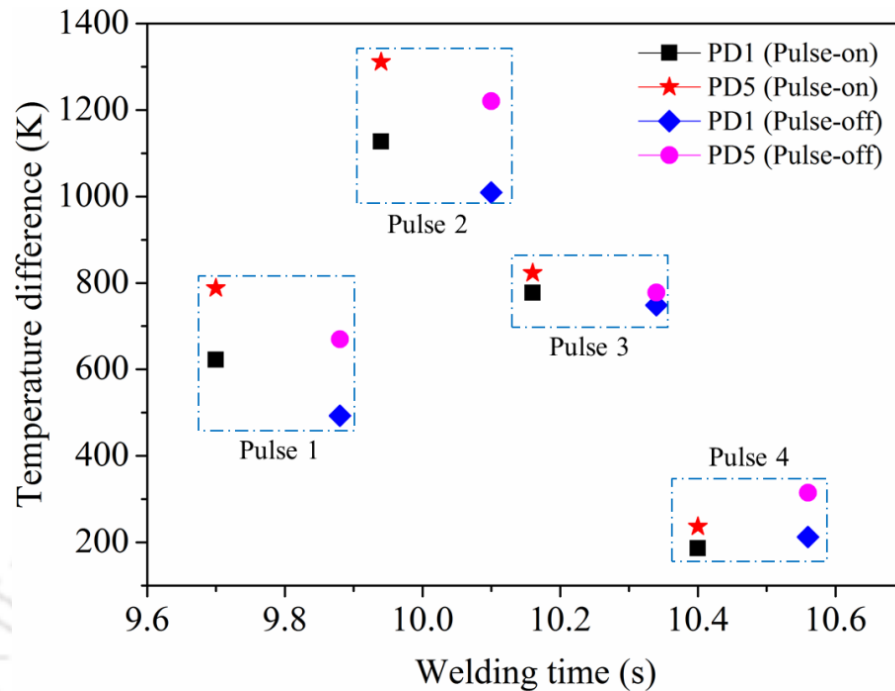 1400
1200
1000
800
600
400
200
Temperature difference (K)
PD1 (Pulse-on)
PD5 (Pulse-on)
PD1 (Pulse-off)
PD5 (Pulse-off)
Pulse 2
Pulse 3
Pulse 1
Pulse 4
9.6 9.8 10.0 10.2 10.4 10.6
Welding time (s)